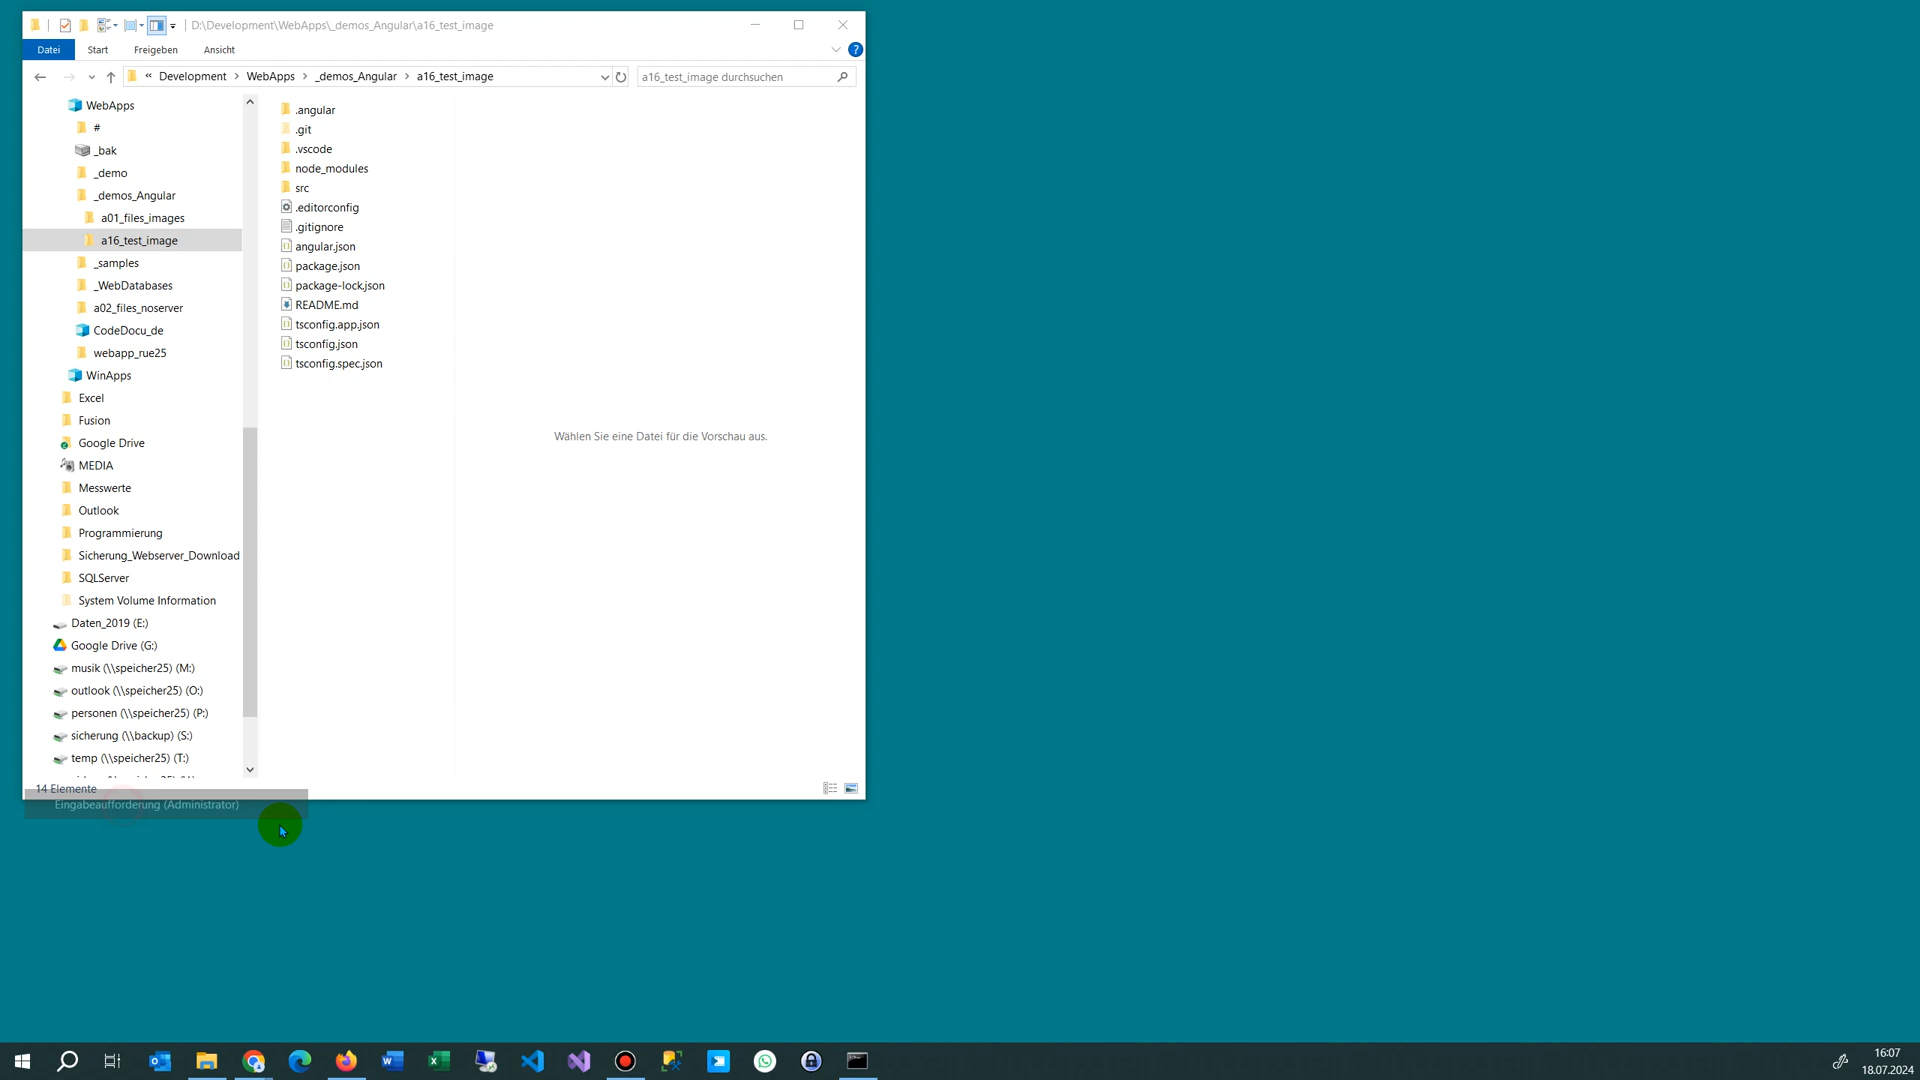 D:\Development\WebApps\_demos_Angular\a16_test_image
Datei
Start
Freigeben
Ansicht
« Development > WebApps > _demos_Angular > a16_test_image
a16_test_image durchsuchen
WebApps
#
_bak
_demo
_demos_Angular
a01_files_images
a16_test_image
_samples
_WebDatabases
a02_files_noserver
CodeDocu_de
webapp_rue25
WinApps
Excel
Fusion
Google Drive
MEDIA
Messwerte
Outlook
Programmierung
Sicherung_Webserver_Download
SQLServer
System Volume Information
Daten_2019 (E:)
Google Drive (G:)
musik (\\speicher25) (M:)
outlook (\\speicher25) (O:)
personen (\\speicher25) (P:)
sicherung (\\backup) (S:)
temp (\\speicher25) (T:)
.angular
.git
.vscode
node_modules
src
.editorconfig
.gitignore
angular.json
package.json
package-lock.json
README.md
tsconfig.app.json
tsconfig.json
tsconfig.spec.json
Wählen Sie eine Datei für die Vorschau aus.
14 Elemente
Eingabeaufforderung (Administrator)
16:07
18.07.2024